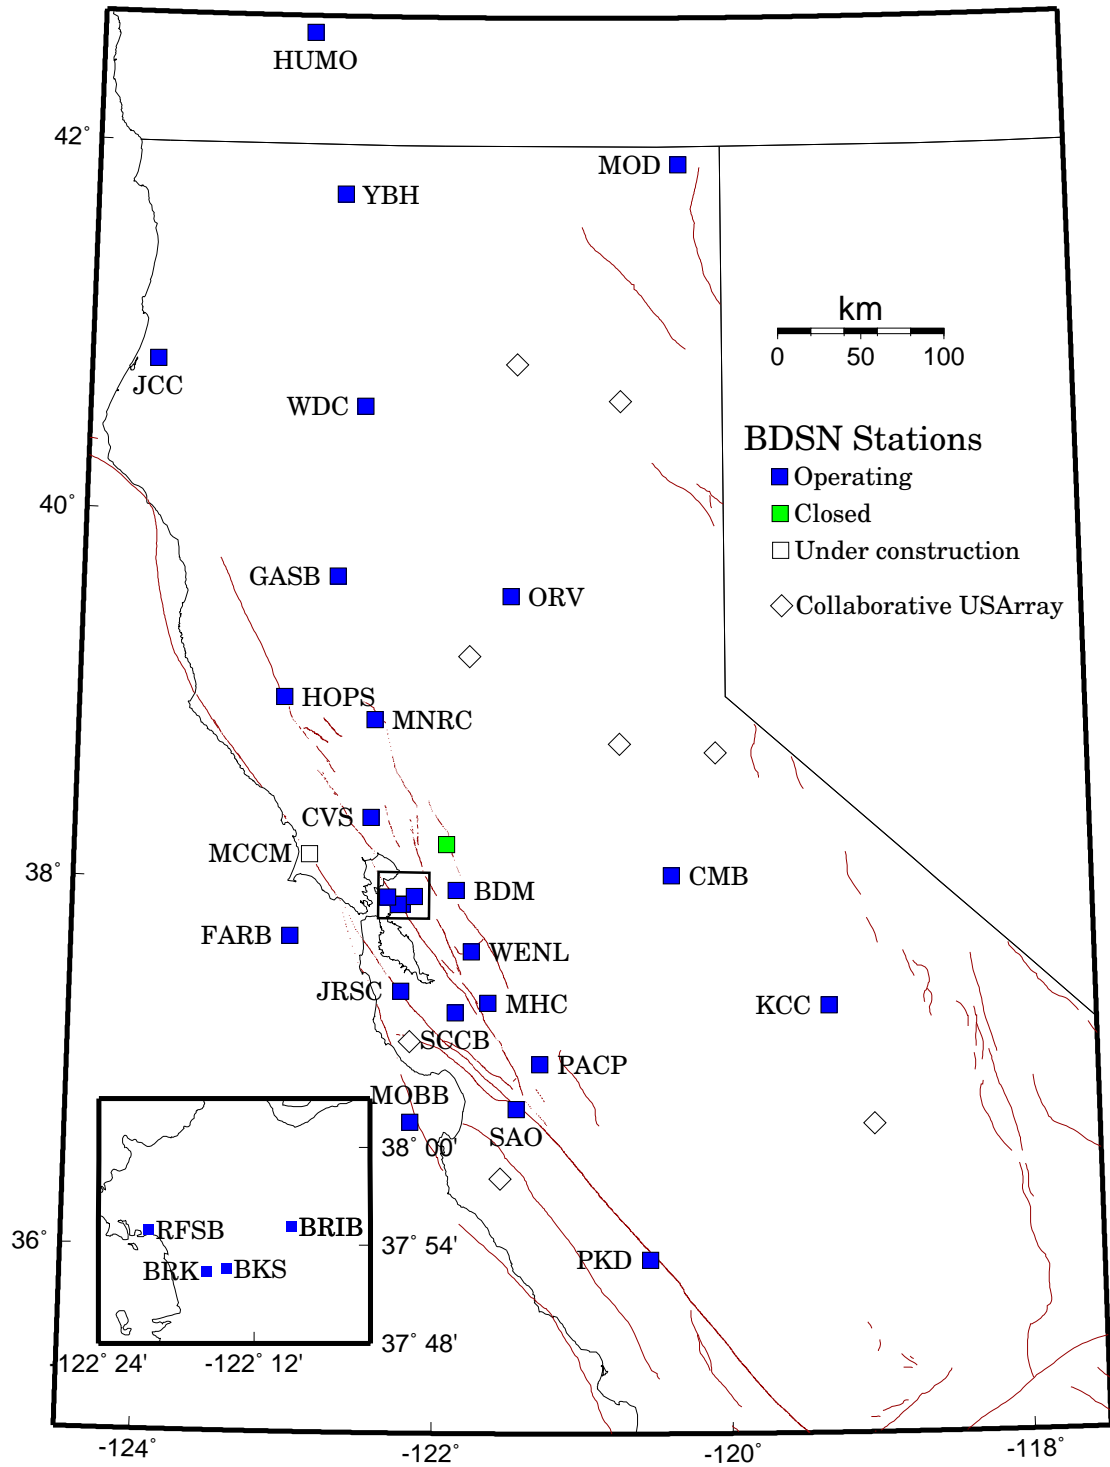 HUMO
42°
MOD
YBH
km
0 50 100
JCC
WDC
BDSN Stations
Operating
40°
Closed
Under construction
GASB
ORV
Collaborative USArray
HOPS
MNRC
CVS
MCCM
38°
CMB
BDM
FARB
WENL
JRSC
MHC
KCC
SCCB
PACP
MOBB
SAO
38° 00'
RFSB
BRIB
36°
37° 54'
PKD
BRK
BKS
37° 48'
-122° 24'
-122° 12'
-124°
-122°
-120°
-118°